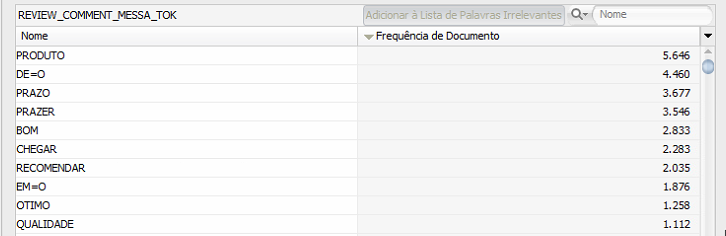 REVIEW_COMMENT_MESSA_TOK Adicionar à Lista de Palavras Irrelevantes Nome
Nome Frequência de Documento
PRODUTO 5.646
DE=O 4.460
PRAZO 3.677
PRAZER 3.546
BOM 2.833
CHEGAR 2.283
RECOMENDAR 2.035
EM=O 1.876
OTIMO 1.258
QUALIDADE 1.112